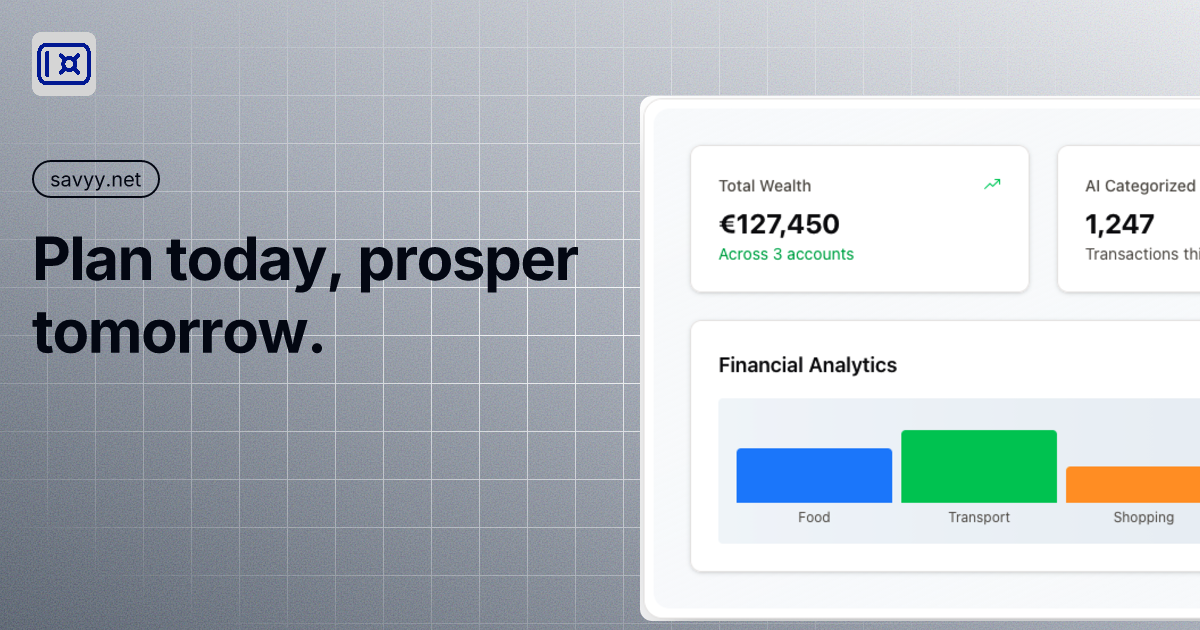 savyy.net
Plan today, prosper
tomorrow.
Total Wealth
€127,450
Across 3 accounts
AI Categorized
1,247
Transactions thi
Financial Analytics
Food
Transport
Shopping